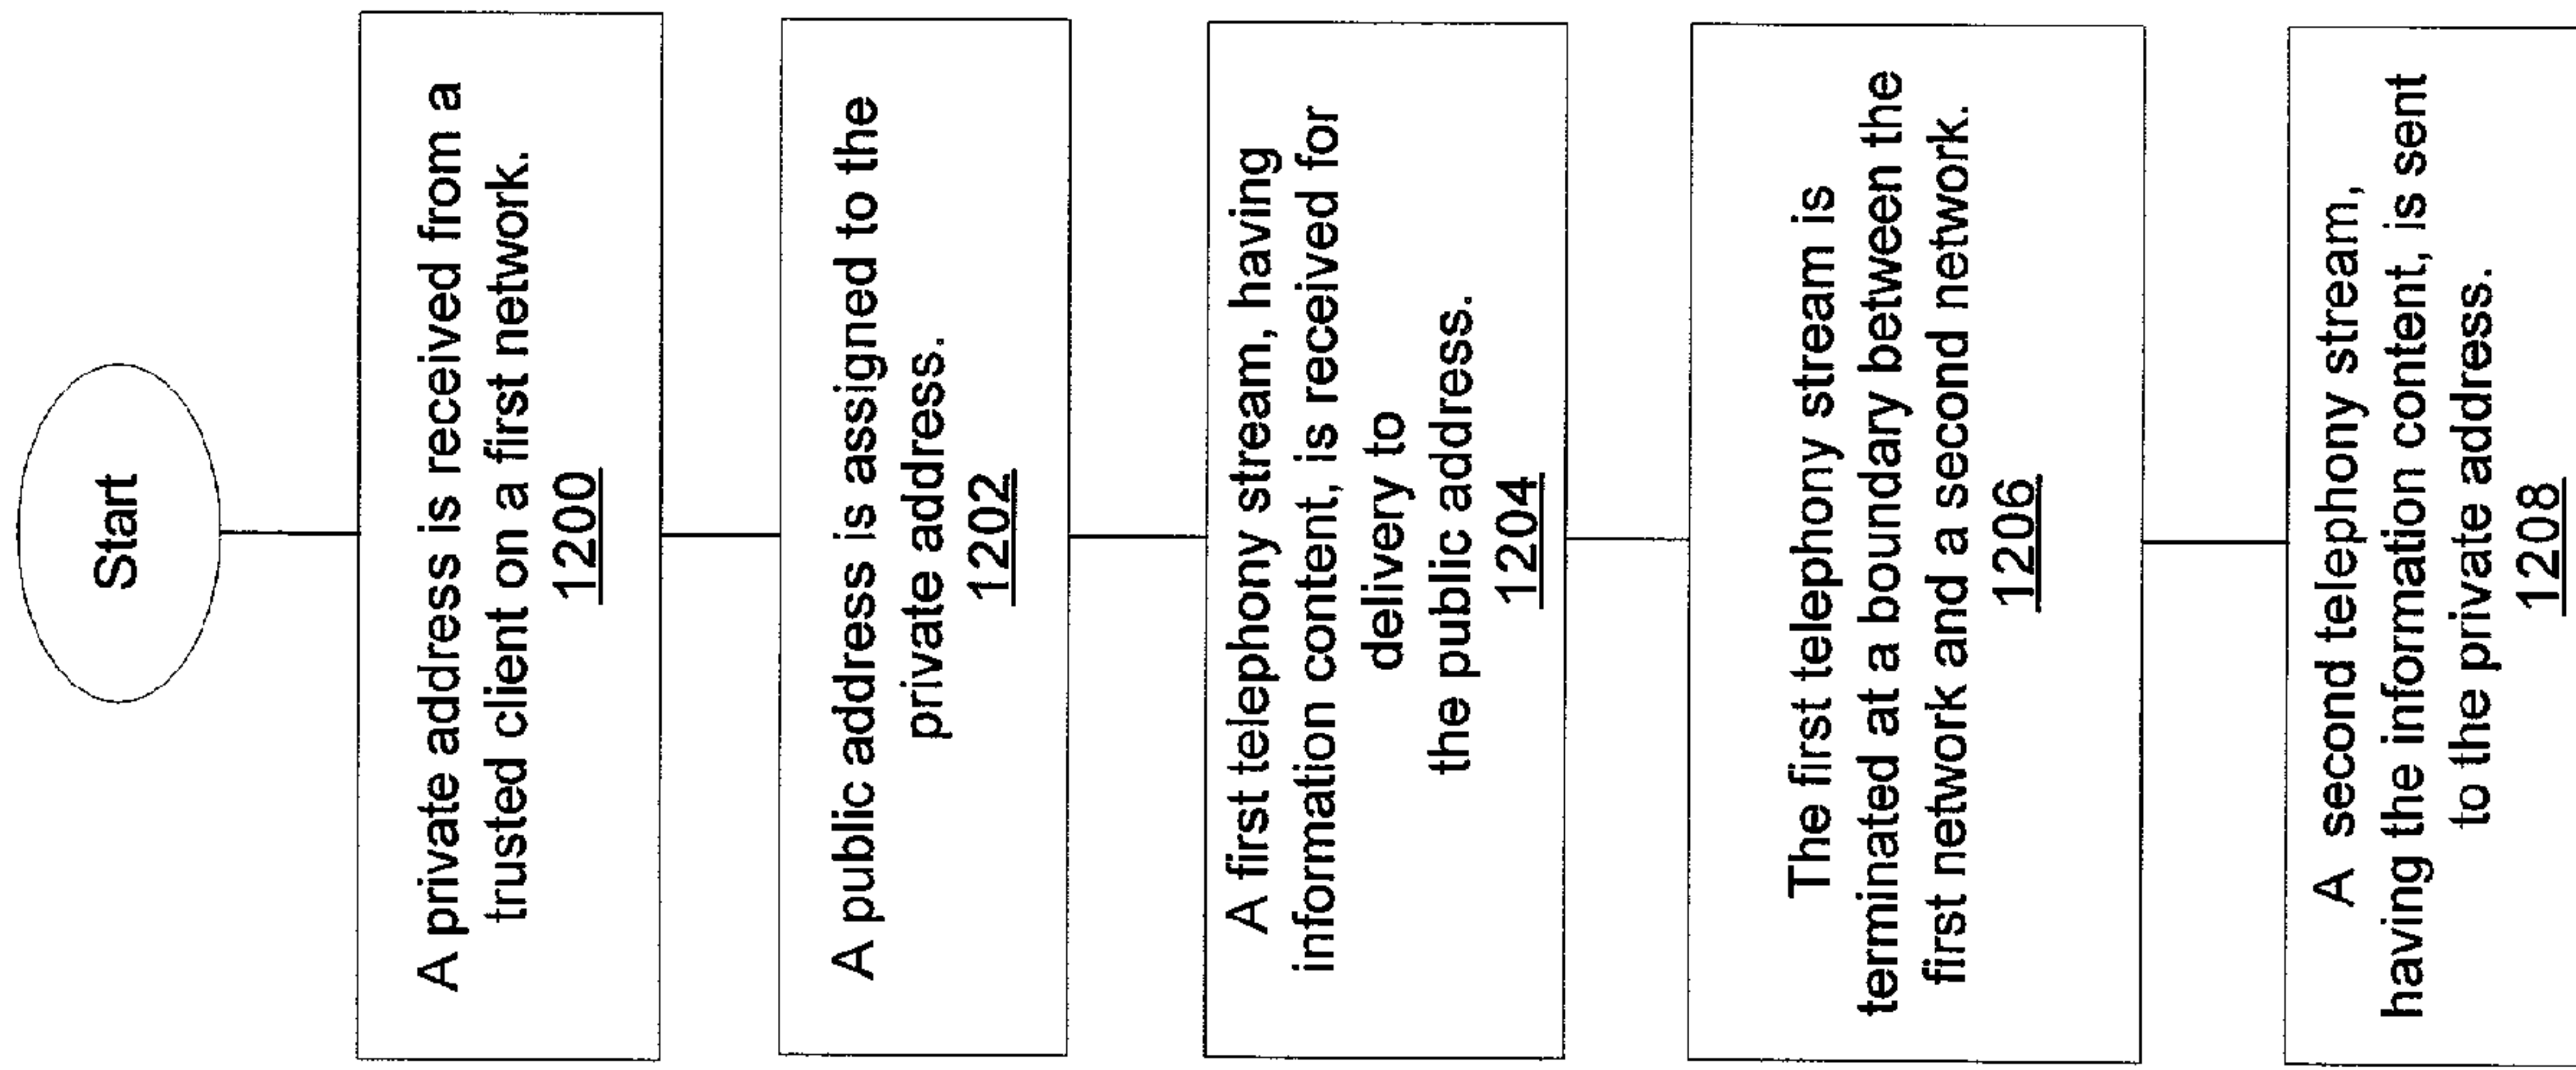 Start
A private address is received from a
trusted client on a first network.
1200
A public address is assigned to the
private address.
1202
A first telephony stream, having
information content, is received for
delivery to
the public address.
1204
The first telephony stream is
terminated at a boundary between the
first network and a second network.
1206
A second telephony stream,
having the information content, is sent
to the private address.
1208